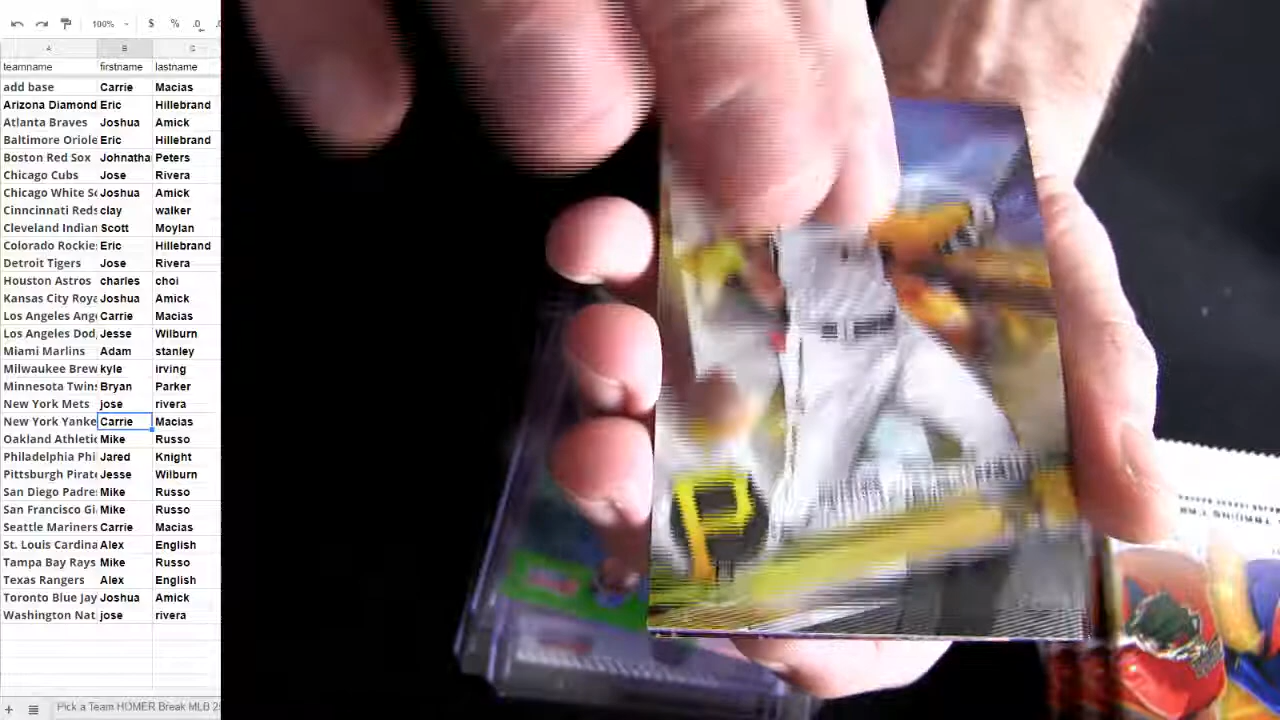 100% $ % .0 .0
A B C
teamname firstname lastname
add base Carrie Macias
Arizona Diamond Eric Hillebrand
Atlanta Braves Joshua Amick
Baltimore Oriole Eric Hillebrand
Boston Red Sox Johnatha Peters
Chicago Cubs Jose Rivera
Chicago White So Joshua Amick
Cinncinnati Reds clay walker
Cleveland Indian Scott Moylan
Colorado Rockie Eric Hillebrand
Detroit Tigers Jose Rivera
Houston Astros charles choi
Kansas City Roya Joshua Amick
Los Angeles Ang Carrie Macias
Los Angeles Dod Jesse Wilburn
Miami Marlins Adam stanley
Milwaukee Brew kyle irving
Minnesota Twin Bryan Parker
New York Mets jose rivera
New York Yanke Carrie Macias
Oakland Athletic Mike Russo
Philadelphia Phi Jared Knight
Pittsburgh Pirate Jesse Wilburn
San Diego Padre Mike Russo
San Francisco Gi Mike Russo
Seattle Mariners Carrie Macias
St. Louis Cardina Alex English
Tampa Bay Rays Mike Russo
Texas Rangers Alex English
Toronto Blue Jay Joshua Amick
Washington Nat jose rivera
Pick a Team HOMER Break MLB 2
P